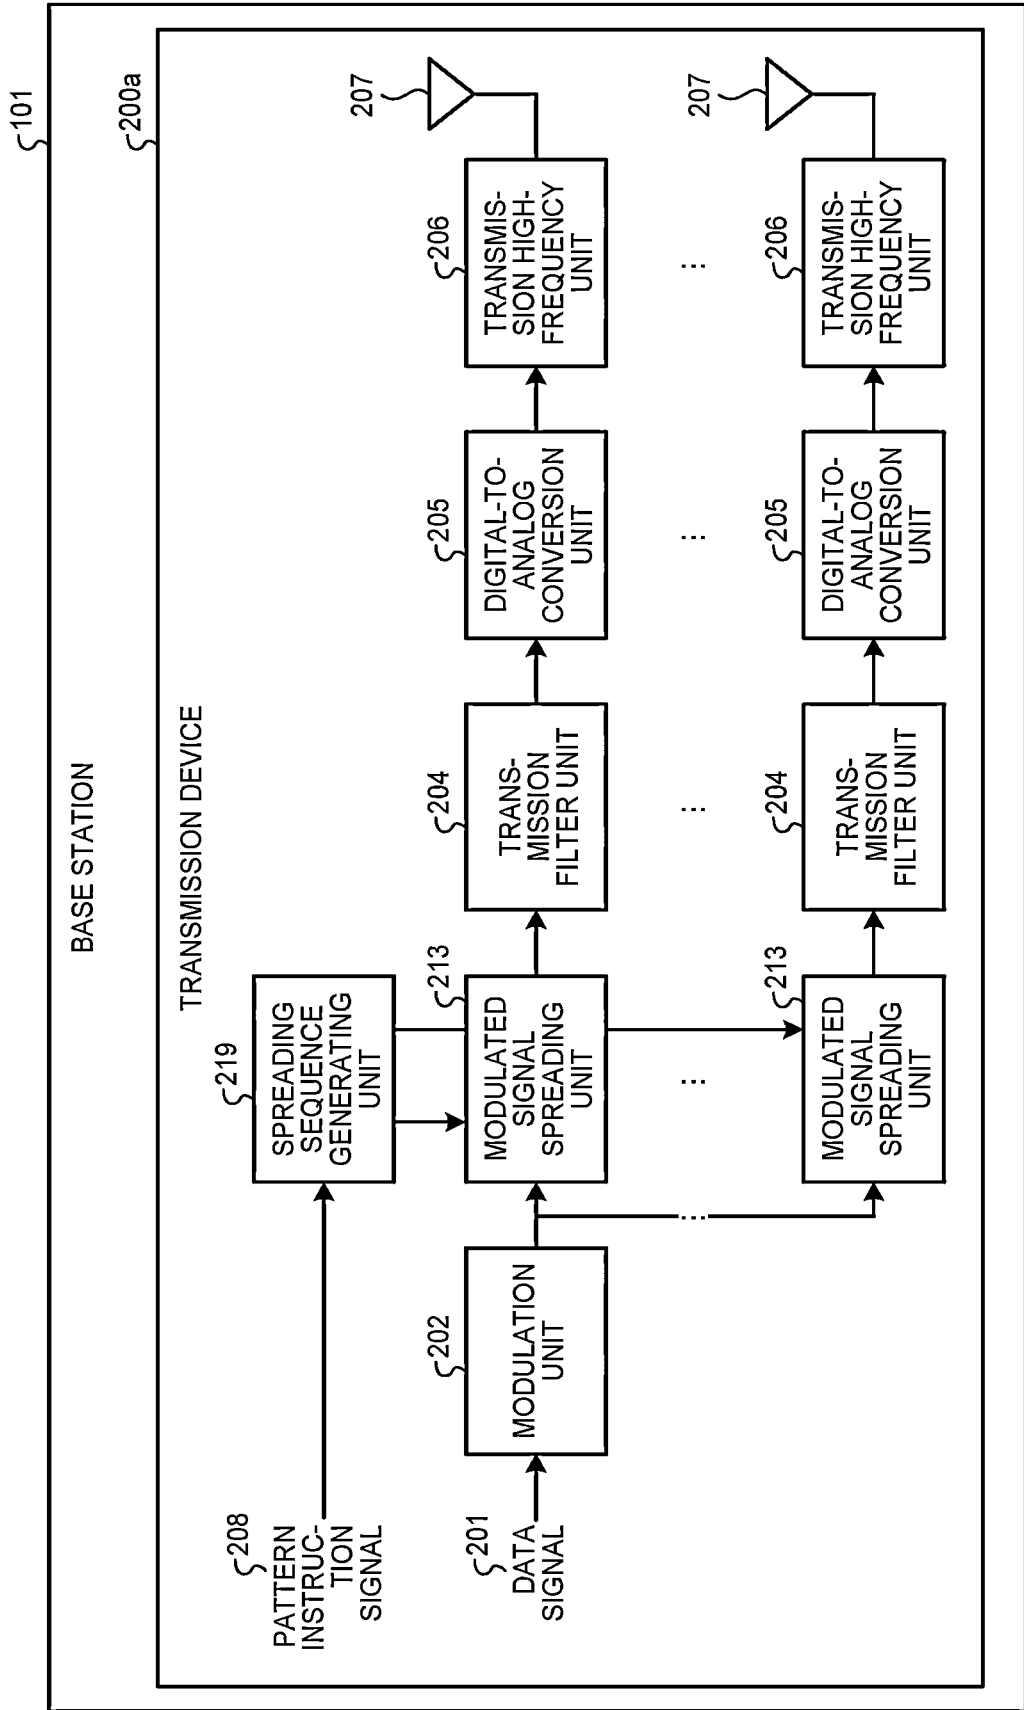 101
BASE STATION
200a
TRANSMISSION DEVICE
208
PATTERN
INSTRUC-
TION
SIGNAL
219
SPREADING
SEQUENCE
GENERATING
UNIT
201
DATA
SIGNAL
202
MODULATION
UNIT
213
MODULATED
SIGNAL
SPREADING
UNIT
204
TRANS-
MISSION
FILTER UNIT
205
DIGITAL-TO-
ANALOG
CONVERSION
UNIT
206
TRANSMIS-
SION HIGH-
FREQUENCY
UNIT
207
...
...
...
...
...
213
MODULATED
SIGNAL
SPREADING
UNIT
204
TRANS-
MISSION
FILTER UNIT
205
DIGITAL-TO-
ANALOG
CONVERSION
UNIT
206
TRANSMIS-
SION HIGH-
FREQUENCY
UNIT
207